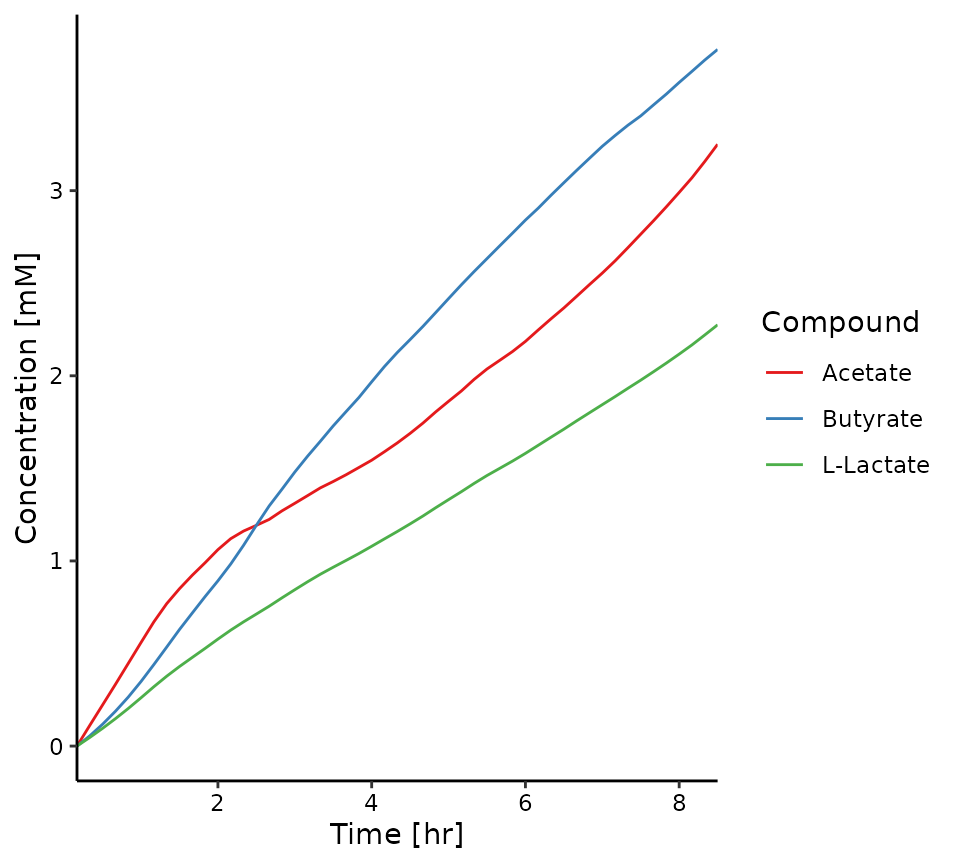 Concentration [mM]
3
2
1
0
2 4 6 8
Time [hr]
Compound
Acetate
Butyrate
L-Lactate